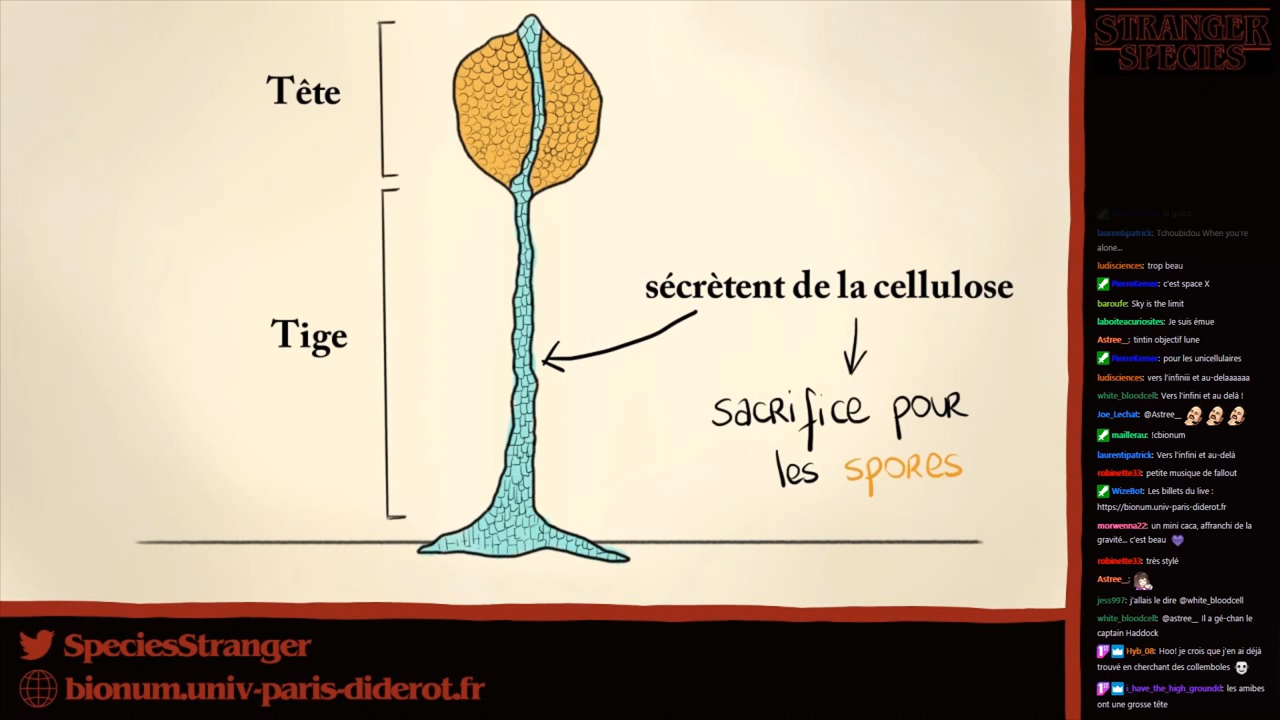 Tête
Tige
sécrètent de la cellulose
sacrifice pour
les spores
SpeciesStranger
bionum.univ-paris-diderot.fr
STRANGER
SPECIES
laurentipatrick: Tchoubidou When you're
alone...
ludisciences: trop beau
PierreKerner: c'est space X
baroufe: Sky is the limit
laboiteacuriosites: Je suis émue
Astree__: tintin objectif lune
PierreKerner: pour les unicellulaires
ludisciences: vers l'infiniii et au-delaaaaaa
white_bloodcell: Vers l'infini et au delà !
Joe_Lechat: @Astree__
maillerau: !cbionum
laurentipatrick: Vers l'infini et au-delà
robinette33: petite musique de fallout
WizeBot: Les billets du live :
https://bionum.univ-paris-diderot.fr
morwenna22: un mini caca, affranchi de la
gravité... c'est beau
robinette33: très stylé
Astree__:
jess997: j'allais le dire @white_bloodcell
white_bloodcell: @astree__ Il a gé-chan le
captain Haddock
Hyb_08: Hoo! je crois que j'en ai déjà
trouvé en cherchant des collemboles
i_have_the_high_groundd: les amibes
ont une grosse tête